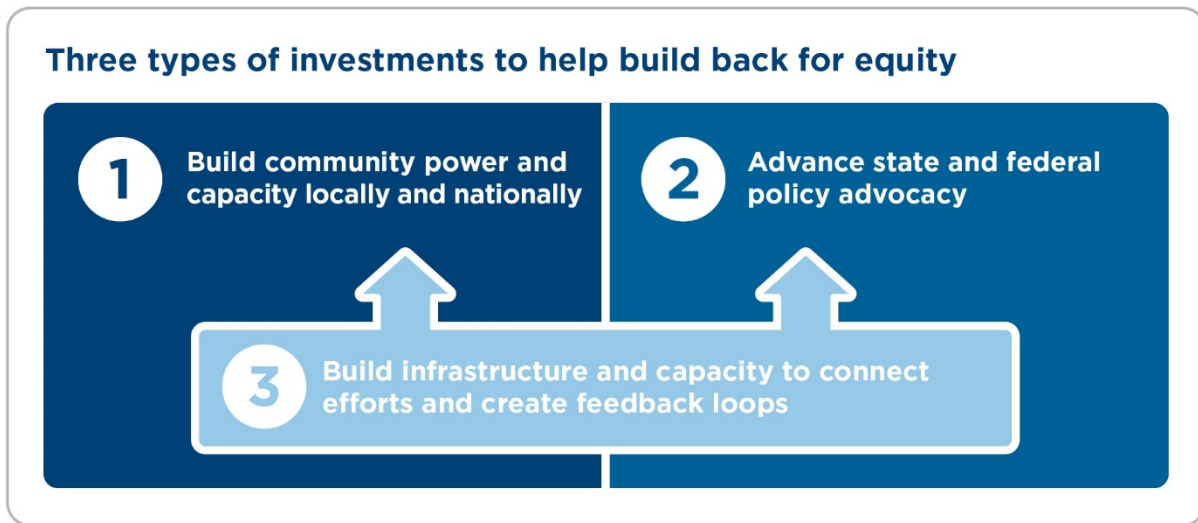 Three types of investments to help build back for equity
1
Build community power and
capacity locally and nationally
2
Advance state and federal
policy advocacy
3
Build infrastructure and capacity to connect
efforts and create feedback loops